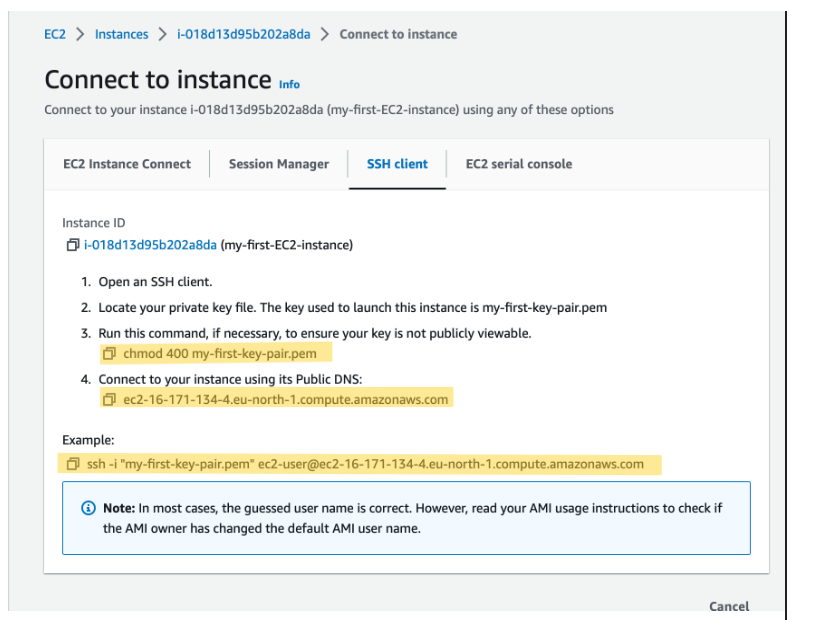 EC2 > Instances > i-018d13d95b202a8da > Connect to instance
Connect to instance Info
Connect to your instance i-018d13d95b202a8da (my-first-EC2-instance) using any of these options
EC2 Instance Connect Session Manager SSH client EC2 serial console
Instance ID
i-018d13d95b202a8da (my-first-EC2-instance)
1. Open an SSH client.
2. Locate your private key file. The key used to launch this instance is my-first-key-pair.pem
3. Run this command, if necessary, to ensure your key is not publicly viewable.
chmod 400 my-first-key-pair.pem
4. Connect to your instance using its Public DNS:
ec2-16-171-134-4.eu-north-1.compute.amazonaws.com
Example:
ssh -i "my-first-key-pair.pem" ec2-user@ec2-16-171-134-4.eu-north-1.compute.amazonaws.com
Note: In most cases, the guessed user name is correct. However, read your AMI usage instructions to check if
the AMI owner has changed the default AMI user name.
Cancel